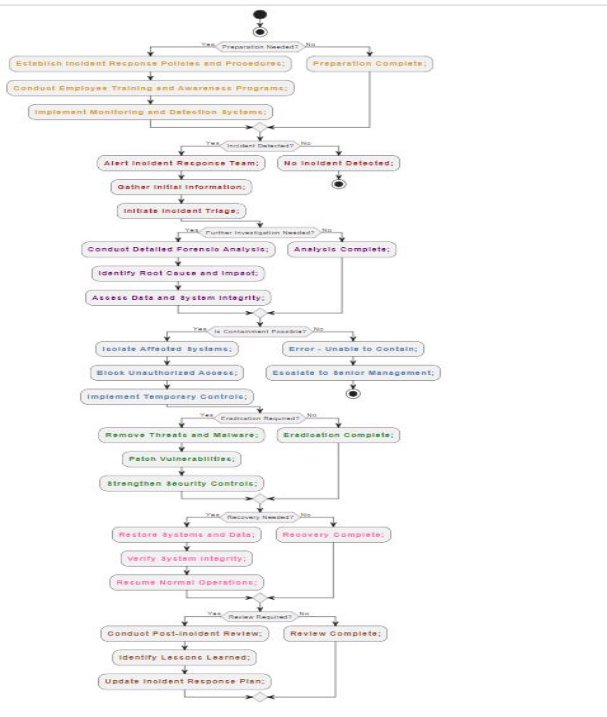 Yes Preparation Needed? No
Establish Incident Response Policies and Procedures; Preparation Complete;
Conduct Employee Training and Awareness Programs;
Implement Monitoring and Detection Systems;
Yes Incident Detected? No
Alert Incident Response Team; No Incident Detected;
Gather Initial Information;
Initiate Incident Triage;
Yes Further Investigation Needed? No
Conduct Detailed Forensic Analysis; Analysis Complete;
Identify Root Cause and Impact;
Assess Data and System Integrity;
Yes Is Containment Possible? No
Isolate Affected Systems; Error - Unable to Contain;
Block Unauthorized Access; Escalate to Senior Management;
Implement Temporary Controls;
Yes Eradication Required? No
Remove Threats and Malware; Eradication Complete;
Patch Vulnerabilities;
Strengthen Security Controls;
Yes Recovery Needed? No
Restore Systems and Data; Recovery Complete;
Verify System Integrity;
Resume Normal Operations;
Yes Review Required? No
Conduct Post-Incident Review; Review Complete;
Identify Lessons Learned;
Update Incident Response Plan;